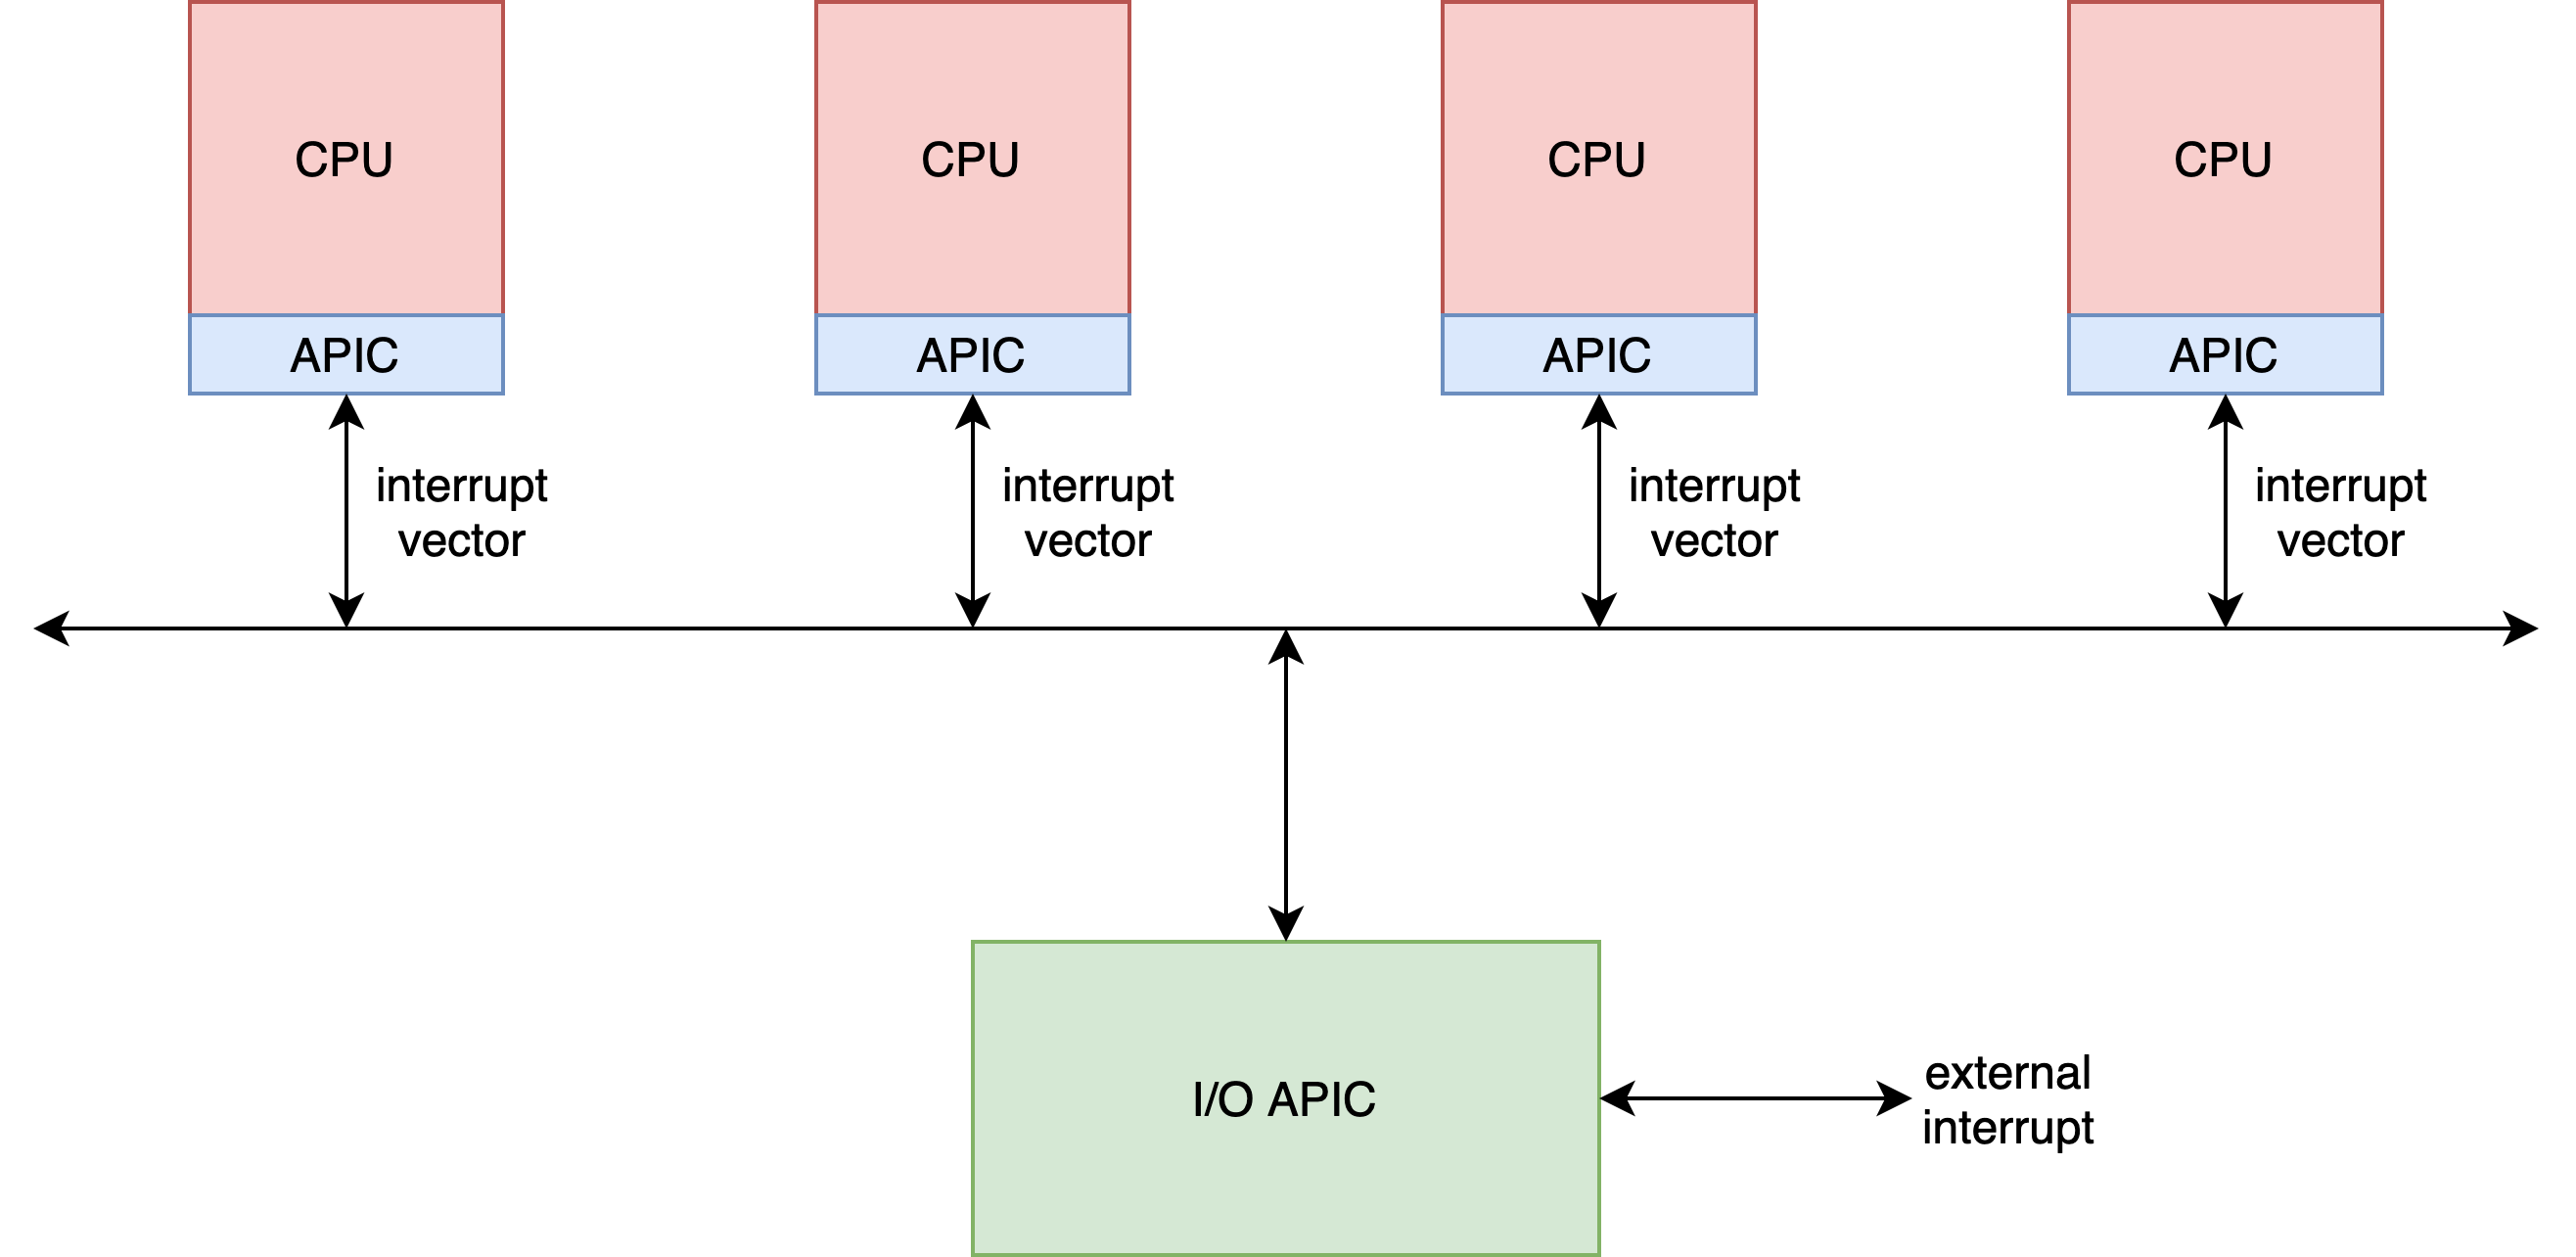 CPU
CPU
CPU
CPU
APIC
APIC
APIC
APIC
interrupt
vector
interrupt
vector
interrupt
vector
interrupt
vector
I/O APIC
external
interrupt